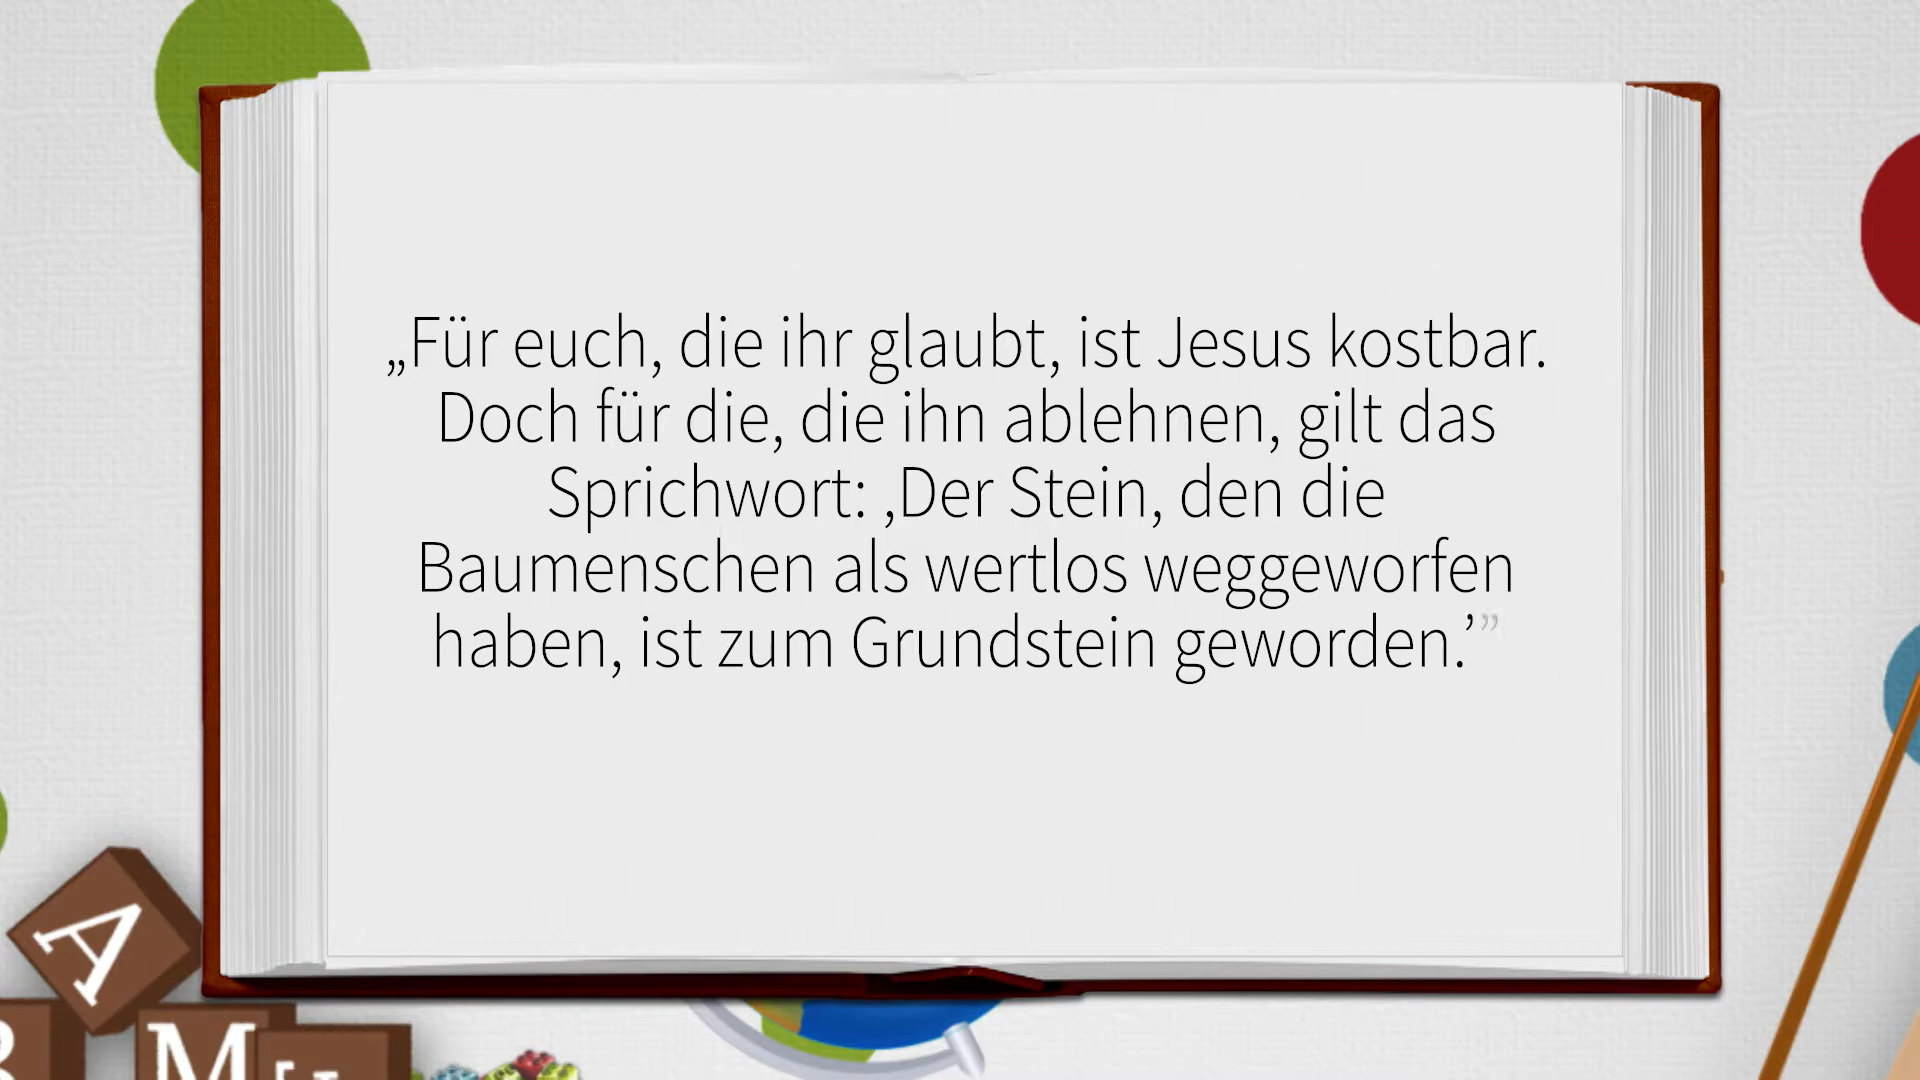 „Für euch, die ihr glaubt, ist Jesus kostbar.
Doch für die, die ihn ablehnen, gilt das
Sprichwort: ‚Der Stein, den die
Baumenschen als wertlos weggeworfen
haben, ist zum Grundstein geworden.’”
A
M